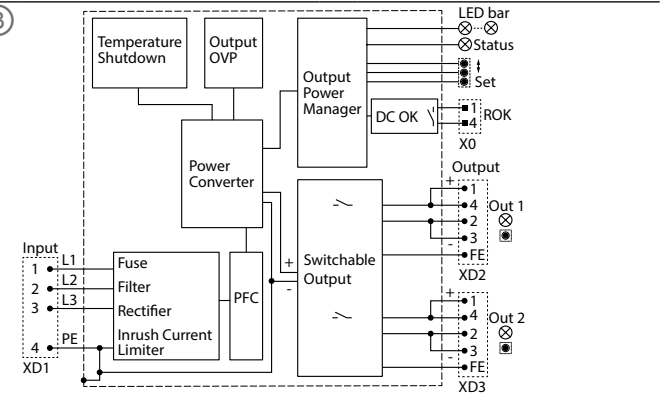 3
Temperature
Shutdown
Output
OVP
Output
Power
Manager
LED bar
Status
Set
DC OK
1
4
ROK
X0
Power
Converter
Output
+
1
4
2
3
-
FE
Out 1
XD2
Switchable
Output
+
-
Input
1 L1
2 L2
3 L3
4 PE
XD1
Fuse
Filter
Rectifier
Inrush Current
Limiter
PFC
+
1
4
2
3
-
FE
Out 2
XD3